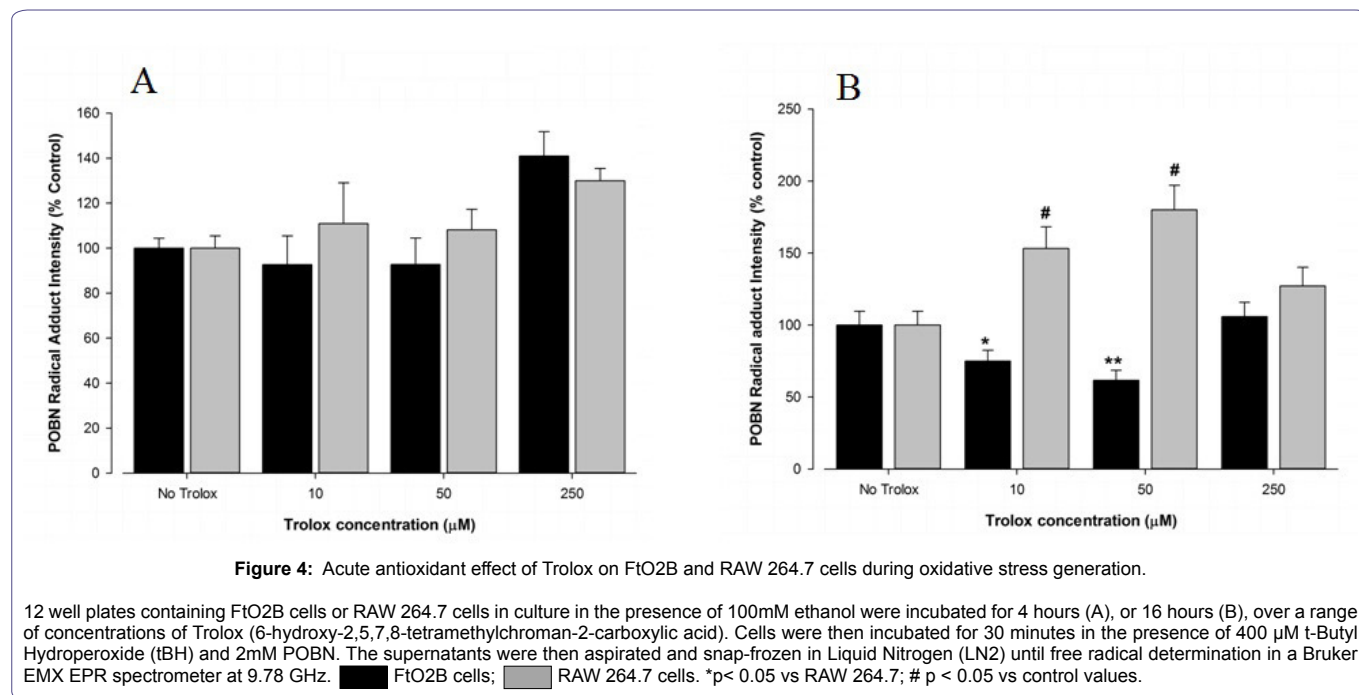 A
POBN Radical Adduct Intensity (% Control)
160
140
120
100
80
60
40
20
0
No Trolox 10 50 250
Trolox concentration (µM)
B
POBN Radical adduct Intensity (% control)
250
200
150
100
50
0
* # ** #
No Trolox 10 50 250
Trolox concentration (µM)
Figure 4: Acute antioxidant effect of Trolox on FtO2B and RAW 264.7 cells during oxidative stress generation.
12 well plates containing FtO2B cells or RAW 264.7 cells in culture in the presence of 100mM ethanol were incubated for 4 hours (A), or 16 hours (B), over a range
of concentrations of Trolox (6-hydroxy-2,5,7,8-tetramethylchroman-2-carboxylic acid). Cells were then incubated for 30 minutes in the presence of 400 µM t-Butyl
Hydroperoxide (tBH) and 2mM POBN. The supernatants were then aspirated and snap-frozen in Liquid Nitrogen (LN2) until free radical determination in a Bruker
EMX EPR spectrometer at 9.78 GHz. FtO2B cells; RAW 264.7 cells. *p< 0.05 vs RAW 264.7; # p < 0.05 vs control values.